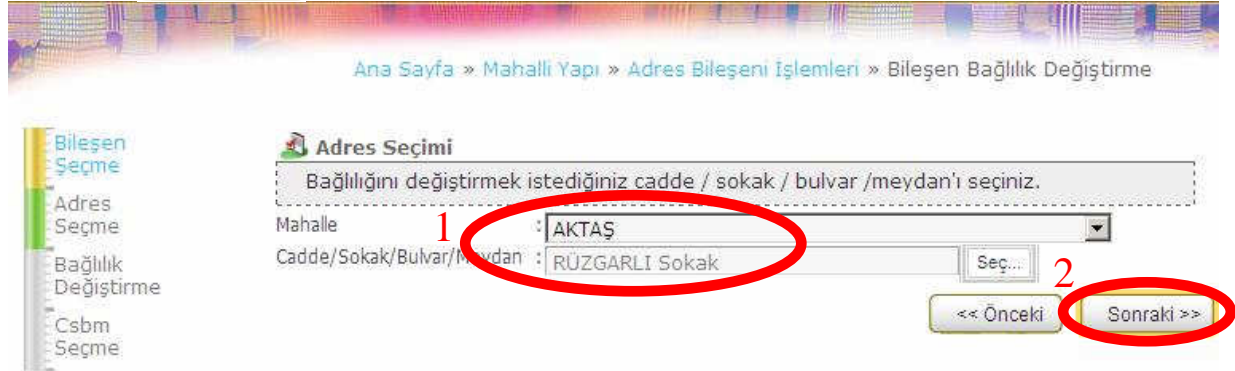 Ana Sayfa » Mahalli Yapı » Adres Bileşeni İşlemleri » Bileşen Bağlılık Değiştirme
Bileşen
Seçme
Adres
Seçme
Bağlılık
Değiştirme
Csbm
Seçme
Adres Seçimi
Bağlılığını değiştirmek istediğiniz cadde / sokak / bulvar /meydan'ı seçiniz.
Mahalle : AKTAŞ
1
Cadde/Sokak/Bulvar/Meydan : RÜZGARLI Sokak Seç...
2
<< Önceki Sonraki >>